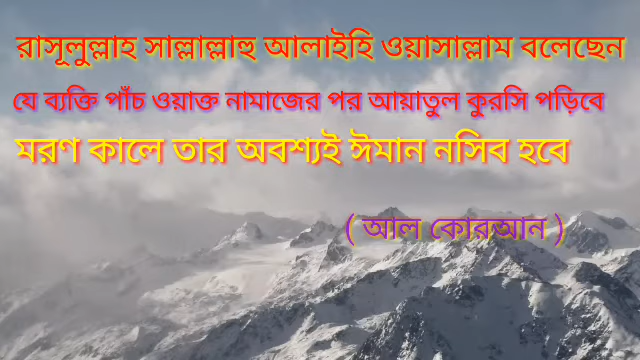 রাসূলুল্লাহ সাল্লাল্লাহু আলাইহি ওয়াসাল্লাম বলেছেন
যে ব্যক্তি পাঁচ ওয়াক্ত নামাজের পর আয়াতুল কুরসি পড়িবে
মরণ কালে তার অবশ্যই ঈমান নসিব হবে
( আল কোরআন )